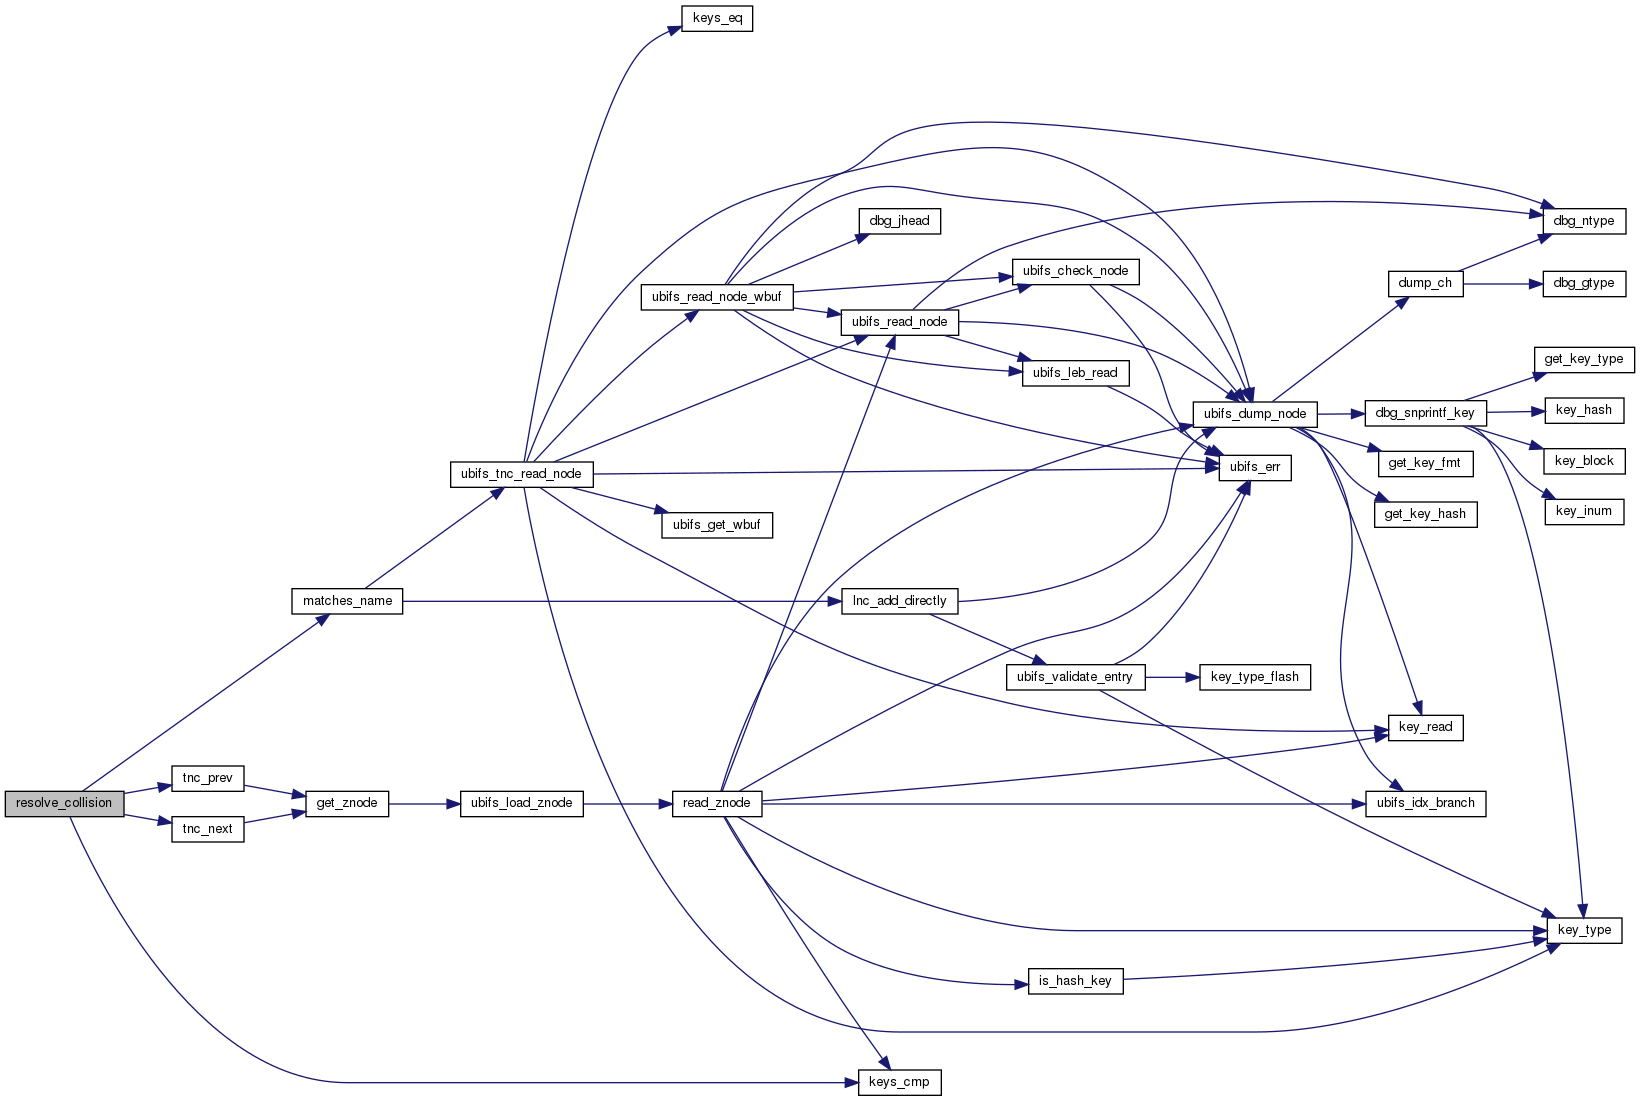 keys_eq
dbg_jhead
dbg_ntype
ubifs_check_node
dump_ch
dbg_gtype
ubifs_read_node_wbuf
ubifs_read_node
get_key_type
ubifs_leb_read
ubifs_dump_node
dbg_snprintf_key
key_hash
get_key_fmt
key_block
ubifs_tnc_read_node
ubifs_err
ubifs_get_wbuf
get_key_hash
key_inum
matches_name
lnc_add_directly
ubifs_validate_entry
key_type_flash
key_read
tnc_prev
resolve_collision
get_znode
ubifs_load_znode
read_znode
ubifs_idx_branch
tnc_next
key_type
is_hash_key
keys_cmp